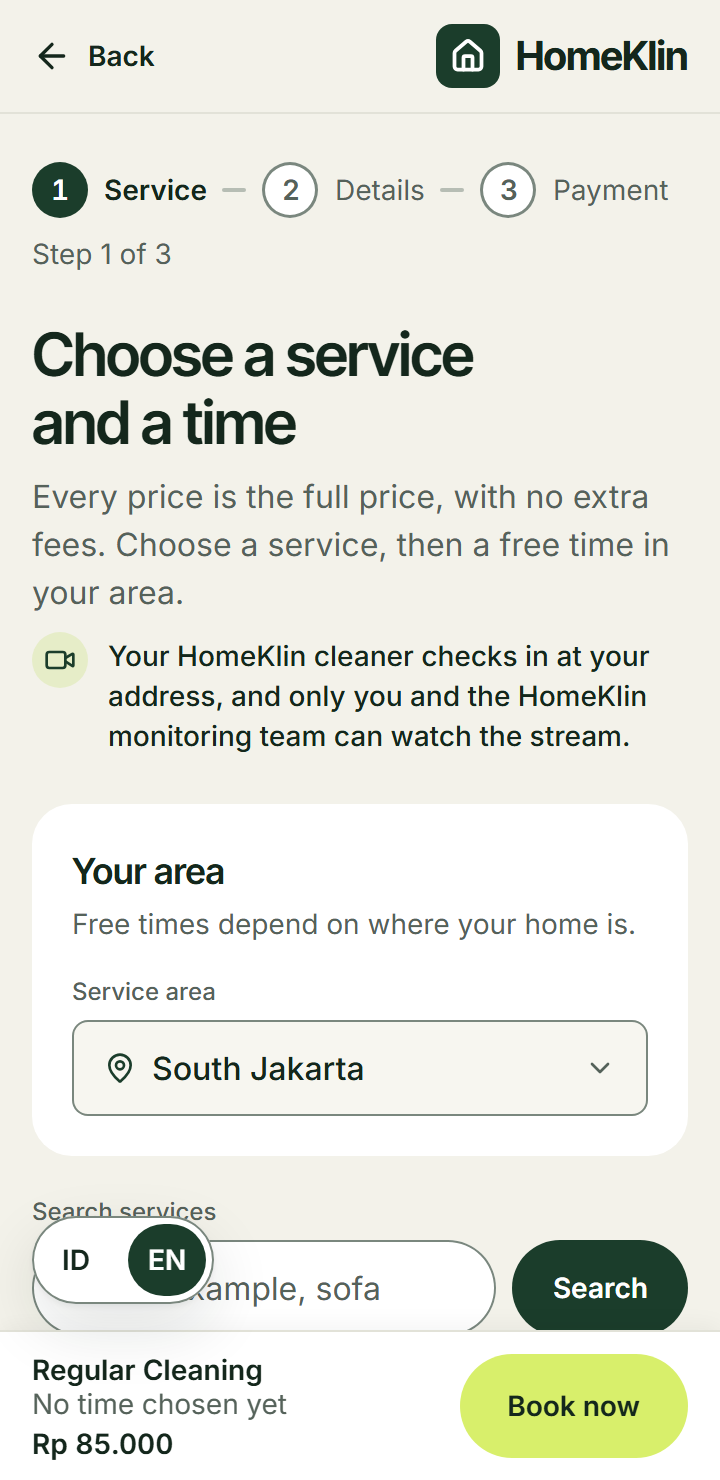 Back
HomeKlin
1 Service 2 Details 3 Payment
Step 1 of 3
Choose a service
and a time
Every price is the full price, with no extra
fees. Choose a service, then a free time in
your area.
Your HomeKlin cleaner checks in at your
address, and only you and the HomeKlin
monitoring team can watch the stream.
Your area
Free times depend on where your home is.
Service area
South Jakarta
Search services
ID EN
sofa
Search
Regular Cleaning
No time chosen yet
Rp 85.000
Book now